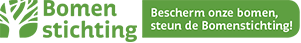 Bomen
stichting
Bescherm onze bomen,
steun de Bomenstichting!